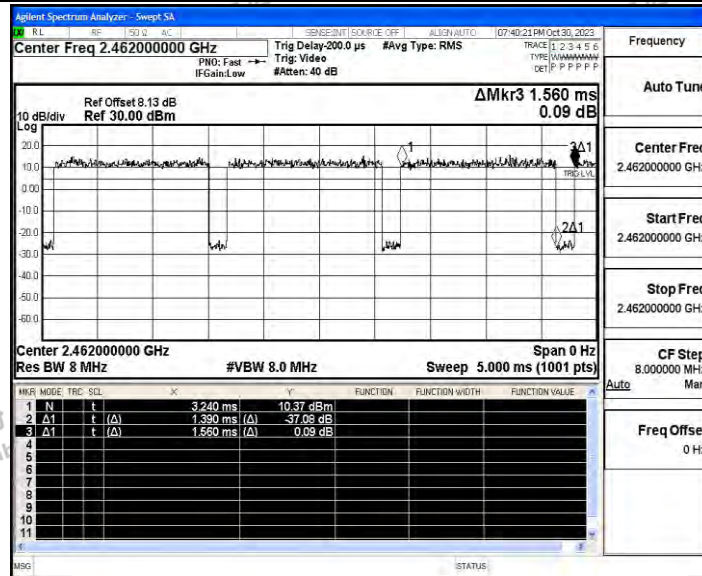 Agilent Spectrum Analyzer - Swept SA
RL RF 50 Ω AC SENSE:INT SOURCE OFF ALIGN AUTO 07:40:21 PM Oct 30, 2023
Center Freq 2.462000000 GHz
PNO: Fast
IFGain:Low
Trig Delay-200.0 µs #Avg Type: RMS
Trig: Video
#Atten: 40 dB
TRACE 1 2 3 4 5 6
TYPE
DET P P P P P P
Frequency
Ref Offset 8.13 dB
10 dB/div Ref 30.00 dBm
Log
ΔMkr3 1.560 ms
0.09 dB
20.0
10.0
0.00
-10.0
-20.0
-30.0
-40.0
-50.0
-60.0
1
3Δ1
TRIG LVL
2Δ1
Center 2.462000000 GHz Span 0 Hz
Res BW 8 MHz #VBW 8.0 MHz Sweep 5.000 ms (1001 pts)
MKR MODE TRC SCL X Y FUNCTION FUNCTION WIDTH FUNCTION VALUE
1 N t 3.240 ms 10.37 dBm
2 Δ1 t (Δ) 1.390 ms (Δ) -37.08 dB
3 Δ1 t (Δ) 1.560 ms (Δ) 0.09 dB
4
5
6
7
8
9
10
11
MSG STATUS
Auto Tune
Center Freq
2.462000000 GHz
Start Freq
2.462000000 GHz
Stop Freq
2.462000000 GHz
CF Step
8.000000 MHz
Auto Man
Freq Offset
0 Hz